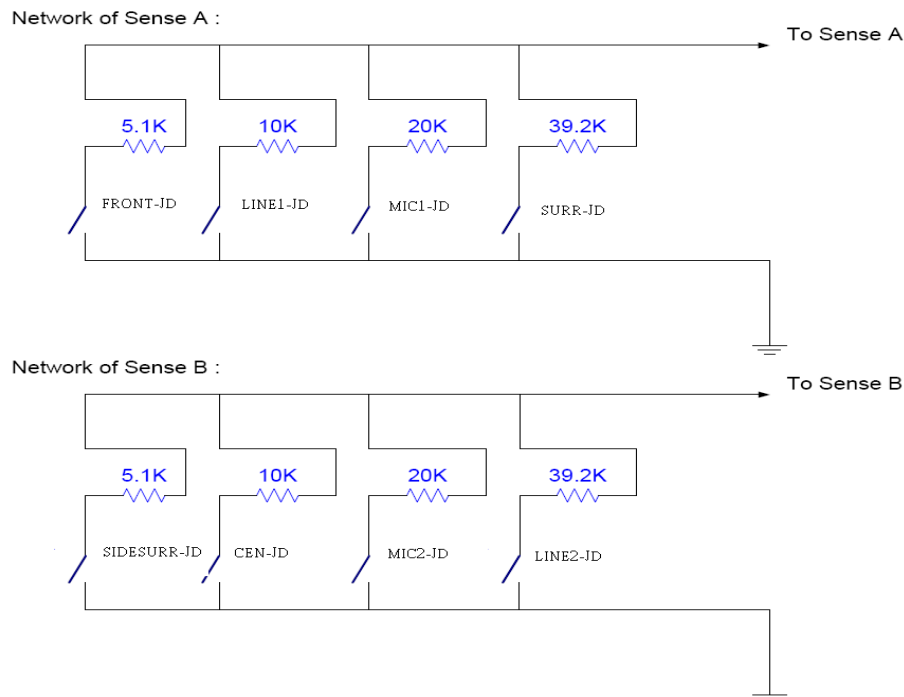 Network of Sense A :
To Sense A
5.1K 10K 20K 39.2K
FRONT-JD LINE1-JD MIC1-JD SURR-JD
Network of Sense B :
To Sense B
5.1K 10K 20K 39.2K
SIDESURR-JD CEN-JD MIC2-JD LINE2-JD